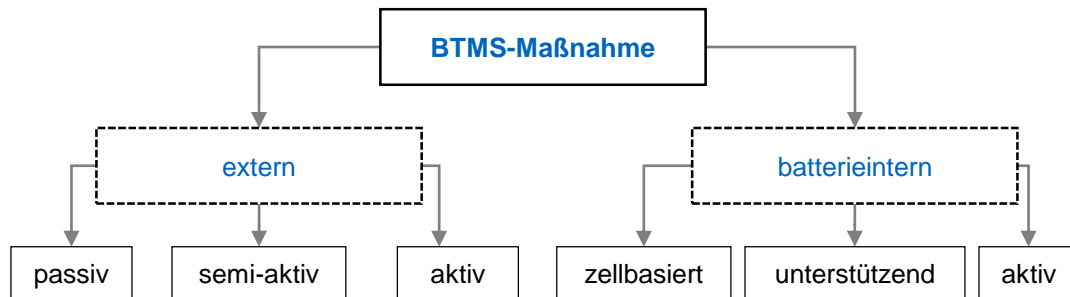 BTMS-Maßnahme
extern
batterieintern
passiv
semi-aktiv
aktiv
zellbasiert
unterstützend
aktiv